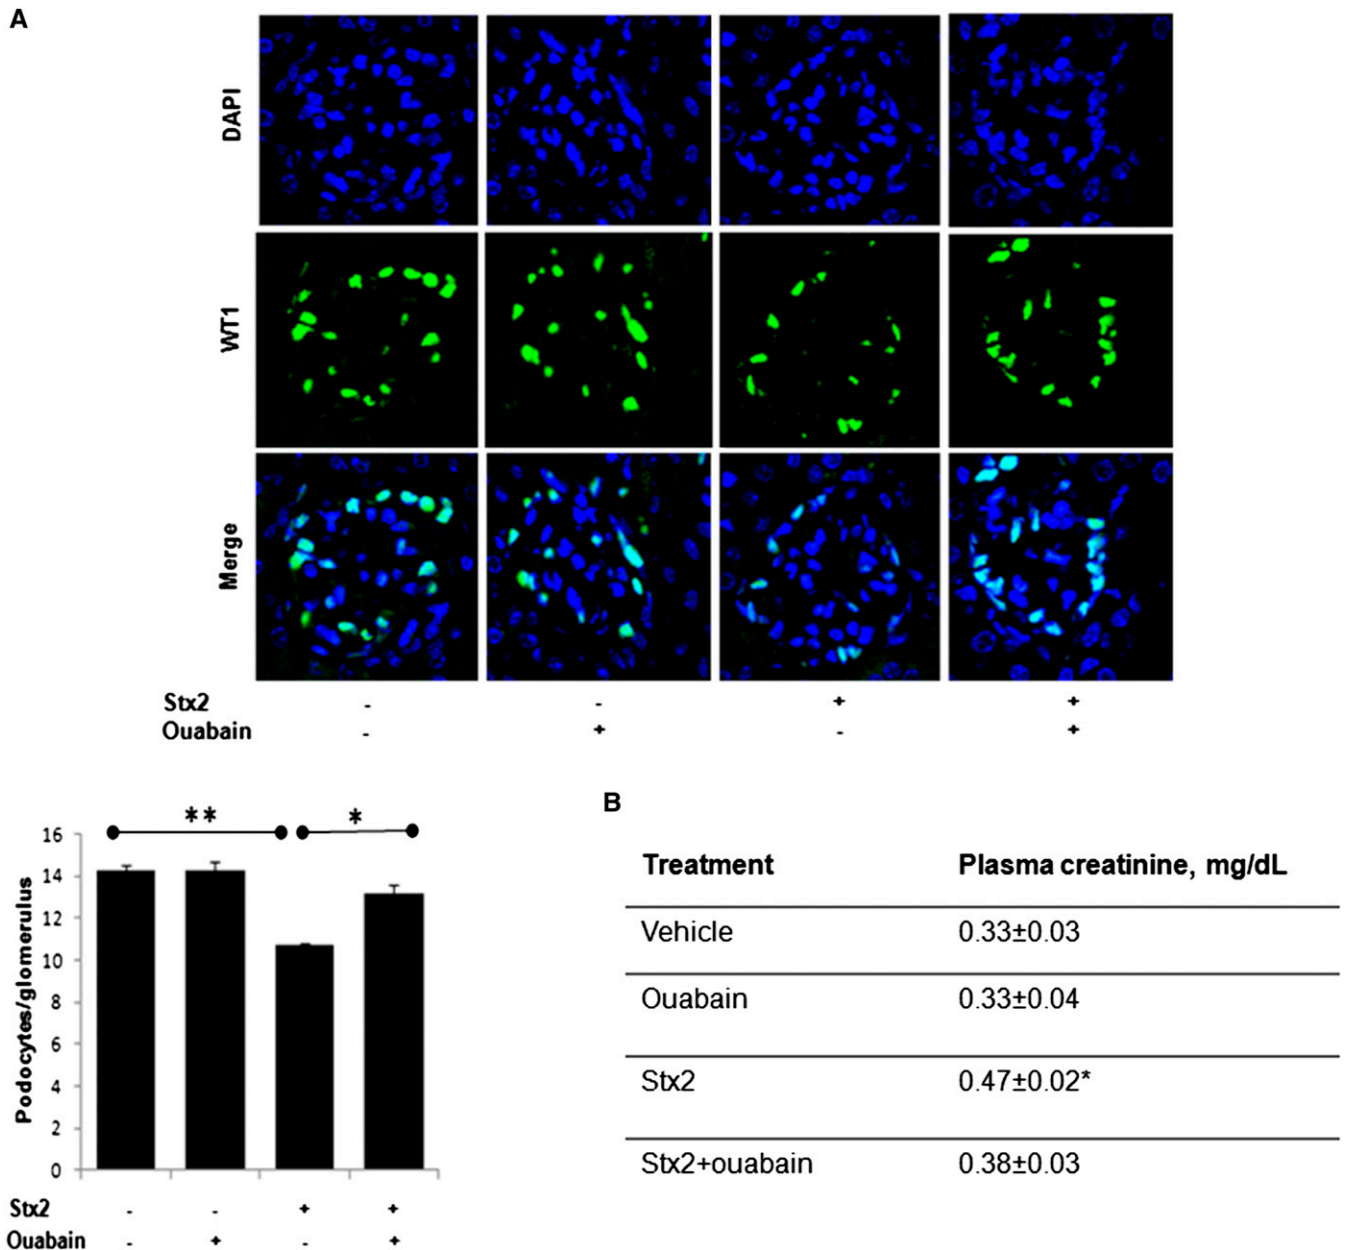 A
DAPI
WT1
Merge
Stx2 - - + +
Ouabain - + - +
** *
16
14
12
10
8
6
4
2
0
Podocytes/glomerulus
Stx2 - - + +
Ouabain - + - +
B
Treatment Plasma creatinine, mg/dL
Vehicle 0.33±0.03
Ouabain 0.33±0.04
Stx2 0.47±0.02*
Stx2+ouabain 0.38±0.03